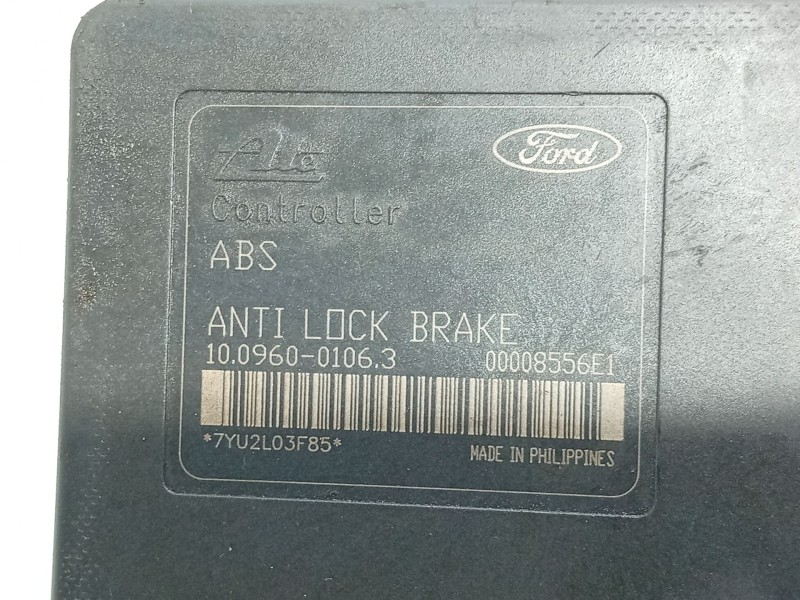 Ate
Ford
Controller
ABS
ANTI LOCK BRAKE
10.0960-0106.3 00008556E1
*7YU2L03F85*
MADE IN PHILIPPINES